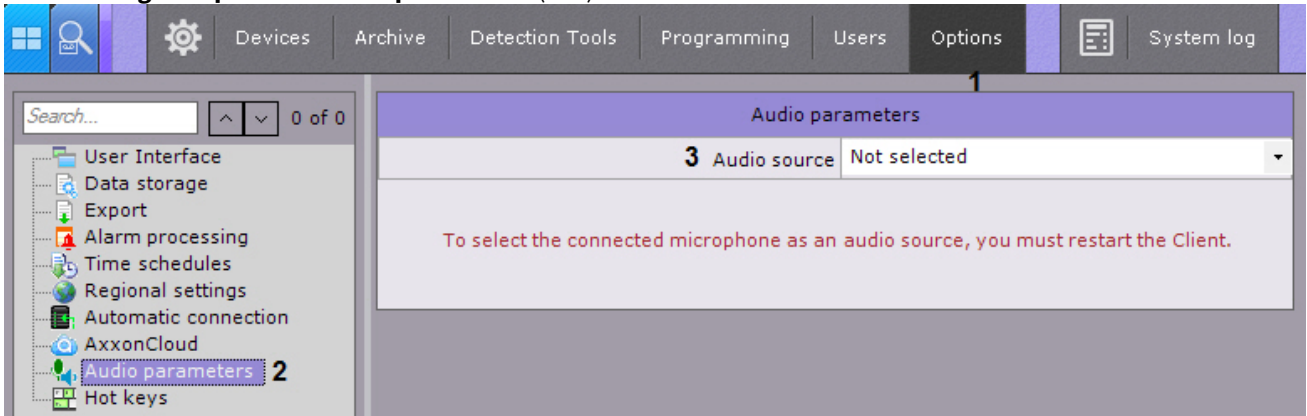 Devices Archive Detection Tools Programming Users Options System log
1
Search... 0 of 0
Audio parameters
3 Audio source Not selected
User Interface
Data storage
Export
Alarm processing
Time schedules
Regional settings
Automatic connection
AxxonCloud
Audio parameters 2
Hot keys
To select the connected microphone as an audio source, you must restart the Client.